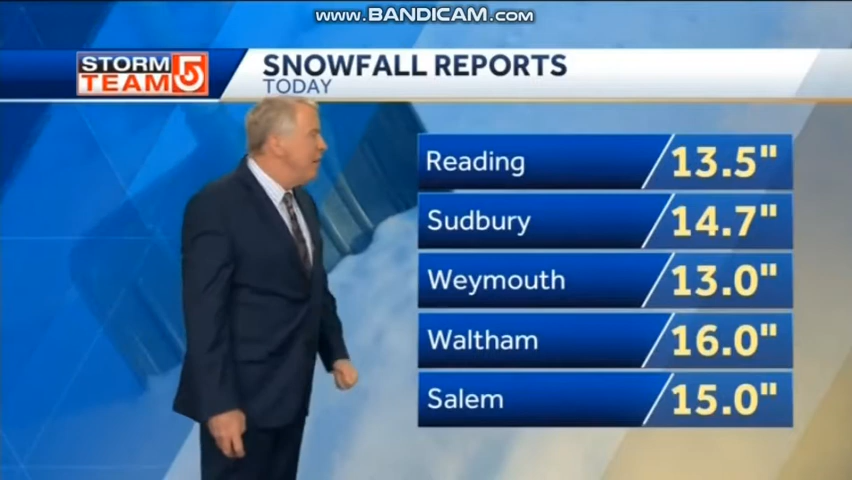 WWW.BANDICAM.COM
STORM
TEAM 5
SNOWFALL REPORTS
TODAY
Reading 13.5"
Sudbury 14.7"
Weymouth 13.0"
Waltham 16.0"
Salem 15.0"